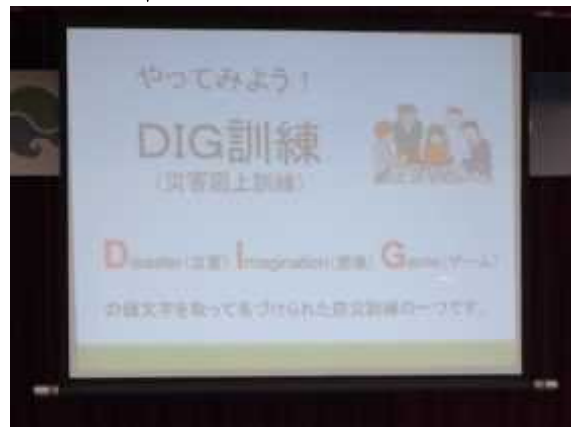 やってみよう!
DIG訓練
(災害図上訓練)
Disaster(災害) Imagination(想像) Game(ゲーム)
の頭文字を取って名づけられた防災訓練の一つです。